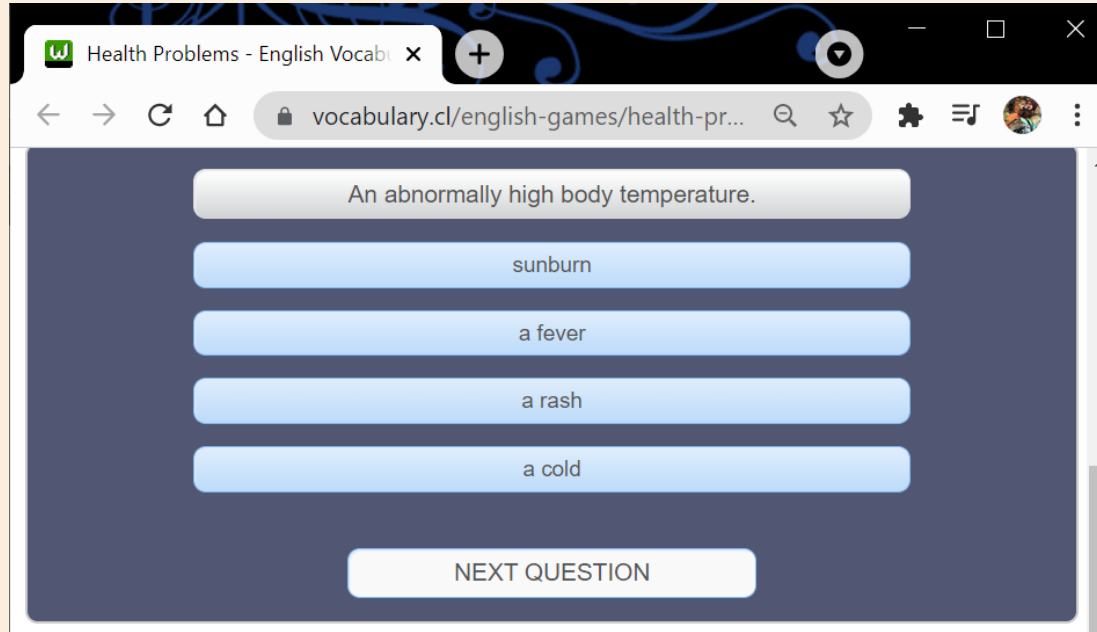 Health Problems - English Vocab
vocabulary.cl/english-games/health-pr...
An abnormally high body temperature.
sunburn
a fever
a rash
a cold
NEXT QUESTION